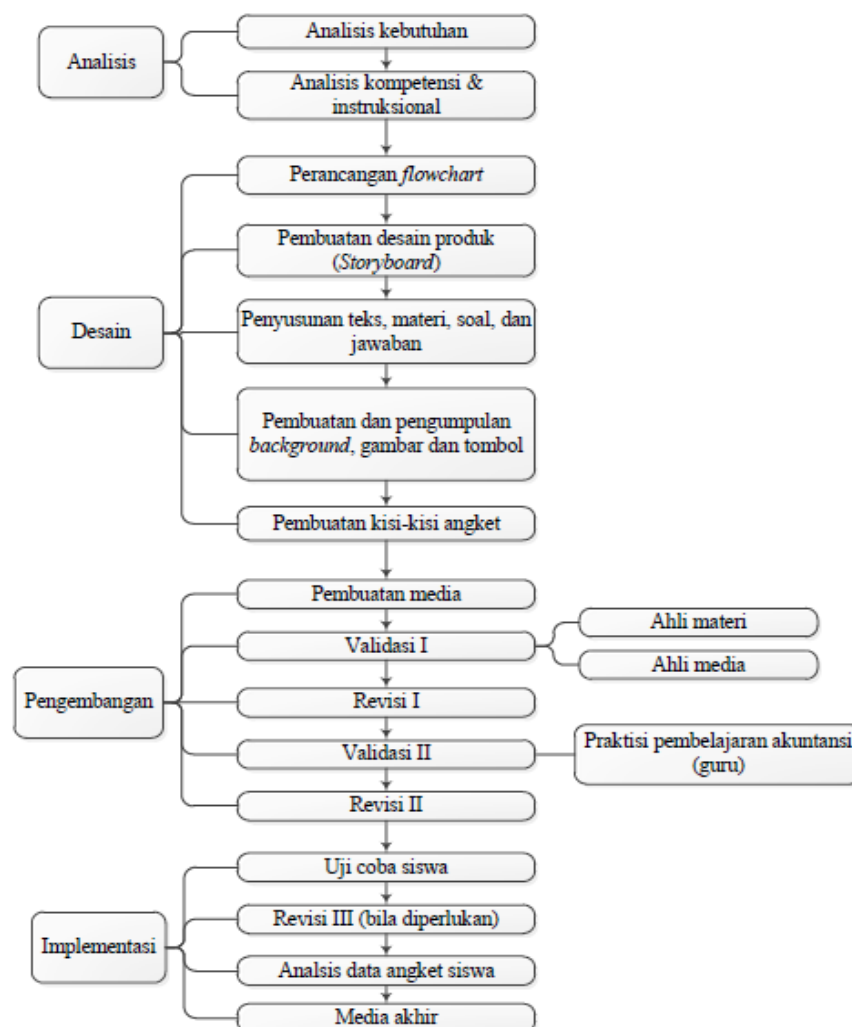 Analisis
Analisis kebutuhan
Analisis kompetensi &
instruksional
Desain
Perancangan flowchart
Pembuatan desain produk
(Storyboard)
Penyusunan teks, materi, soal, dan
jawaban
Pembuatan dan pengumpulan
background, gambar dan tombol
Pembuatan kisi-kisi angket
Pengembangan
Pembuatan media
Validasi I
Ahli materi
Ahli media
Revisi I
Validasi II
Praktisi pembelajaran akuntansi
(guru)
Revisi II
Implementasi
Uji coba siswa
Revisi III (bila diperlukan)
Analsis data angket siswa
Media akhir